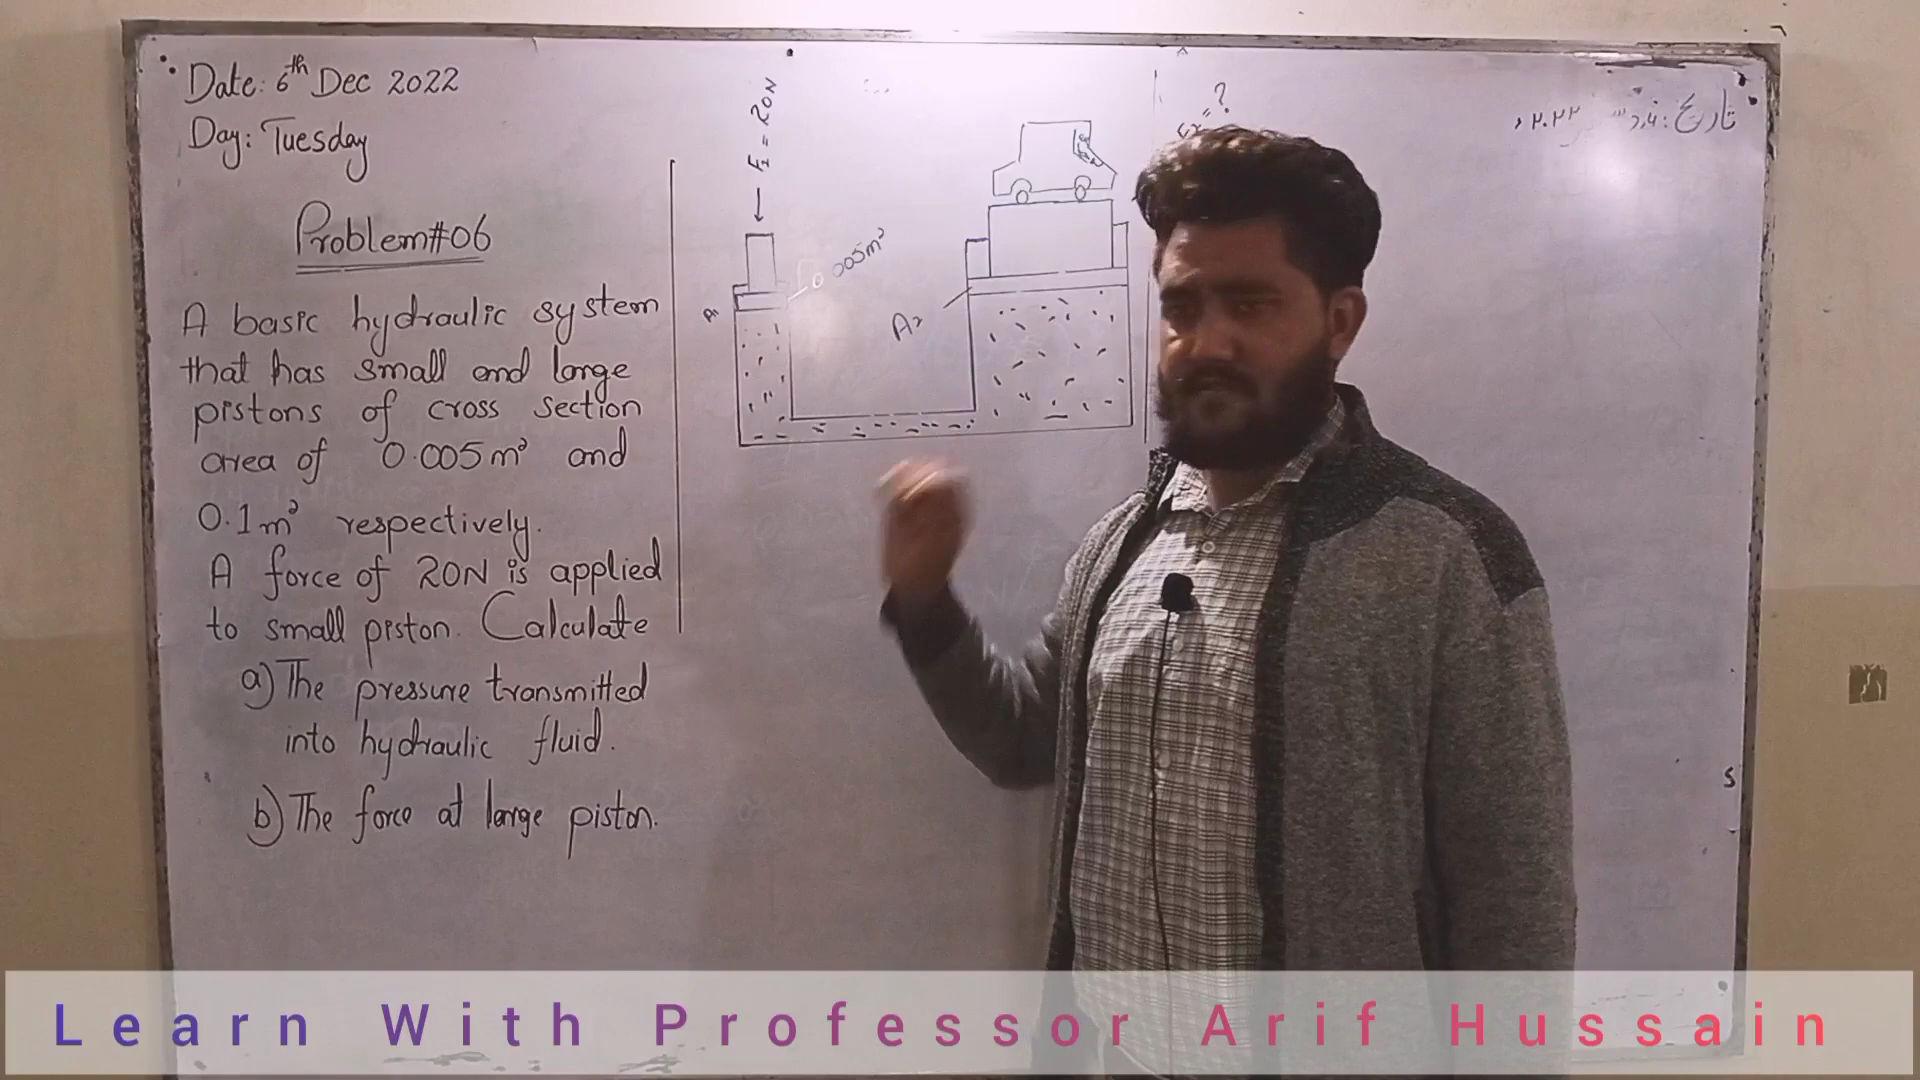 Date: 6th Dec 2022
Day: Tuesday
Problem#06
A basic hydraulic system
that has small and large
pistons of cross section
area of 0.005m² and
0.1m² respectively.
A force of 20N is applied
to small piston. Calculate
a) The pressure transmitted
into hydraulic fluid.
b) The force at large piston.
F₁ = 20N
0.005m²
A₁
A₂
F₂ = ?
تاریخ:
۲۰۲۲ء
S
Learn With Professor Arif Hussain